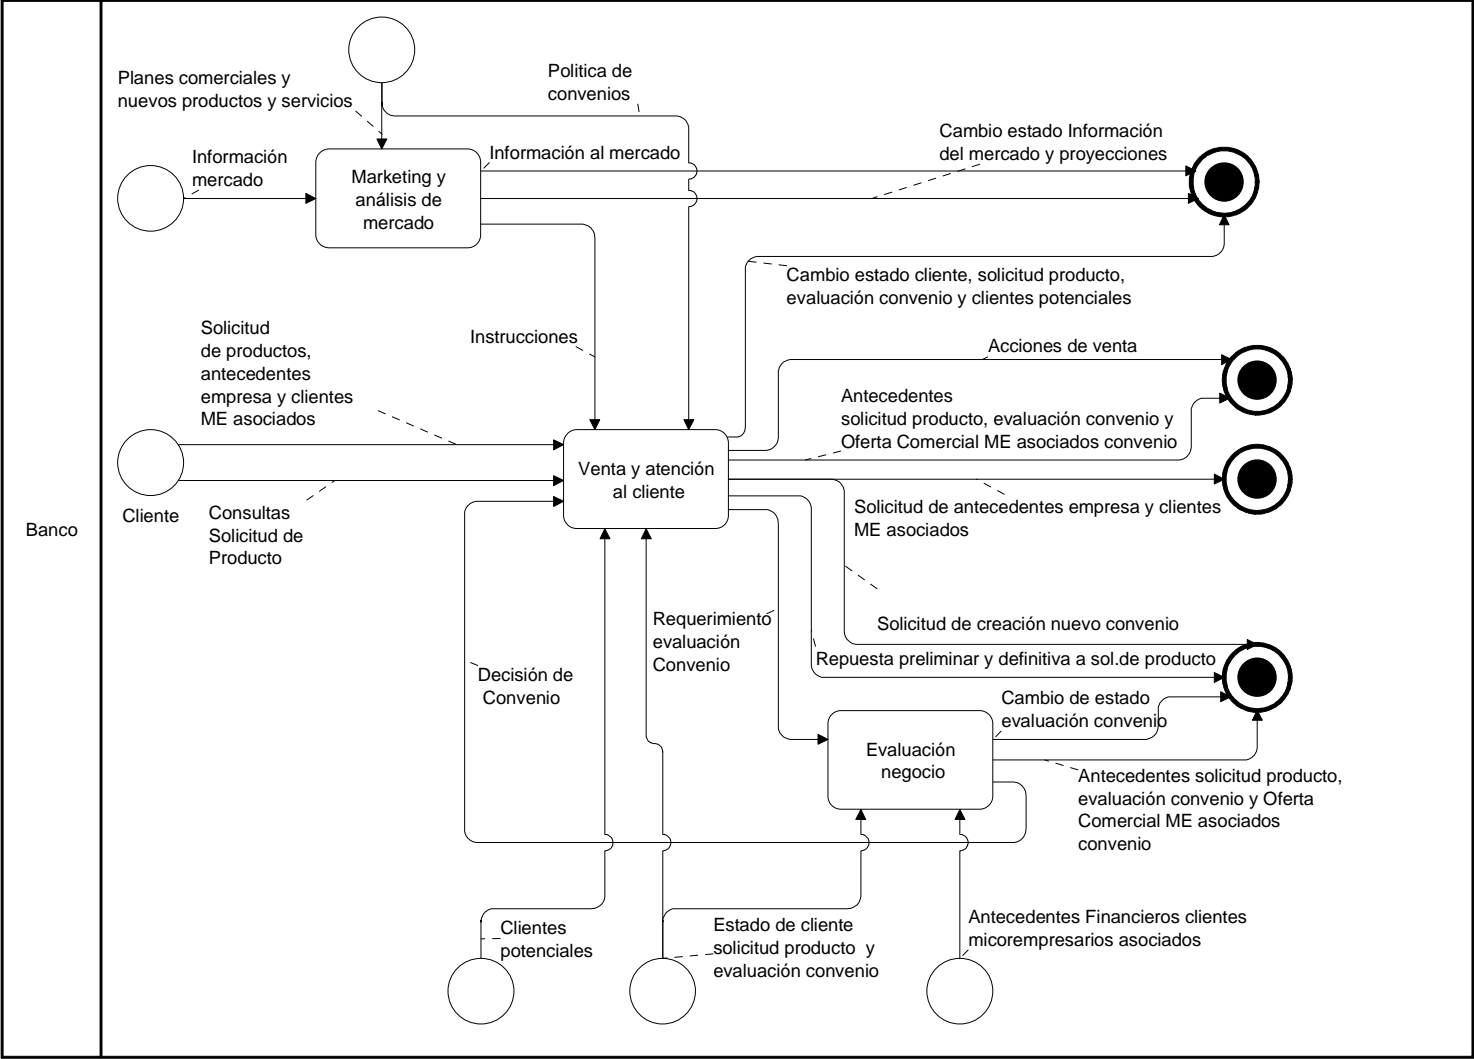 Planes comerciales y
nuevos productos y servicios
Politica de
convenios
Información
mercado
Marketing y
análisis de
mercado
Información al mercado
Cambio estado Información
del mercado y proyecciones
Cambio estado cliente, solicitud producto,
evaluación convenio y clientes potenciales
Instrucciones
Solicitud
de productos,
antecedentes
empresa y clientes
ME asociados
Acciones de venta
Antecedentes
solicitud producto, evaluación convenio y
Oferta Comercial ME asociados convenio
Venta y atención
al cliente
Cliente
Consultas
Solicitud de
Producto
Solicitud de antecedentes empresa y clientes
ME asociados
Banco
Requerimiento
evaluación
Convenio
Solicitud de creación nuevo convenio
Repuesta preliminar y definitiva a sol.de producto
Decisión de
Convenio
Cambio de estado
evaluación convenio
Evaluación
negocio
Antecedentes solicitud producto,
evaluación convenio y Oferta
Comercial ME asociados
convenio
Clientes
potenciales
Estado de cliente
solicitud producto y
evaluación convenio
Antecedentes Financieros clientes
micorempresarios asociados